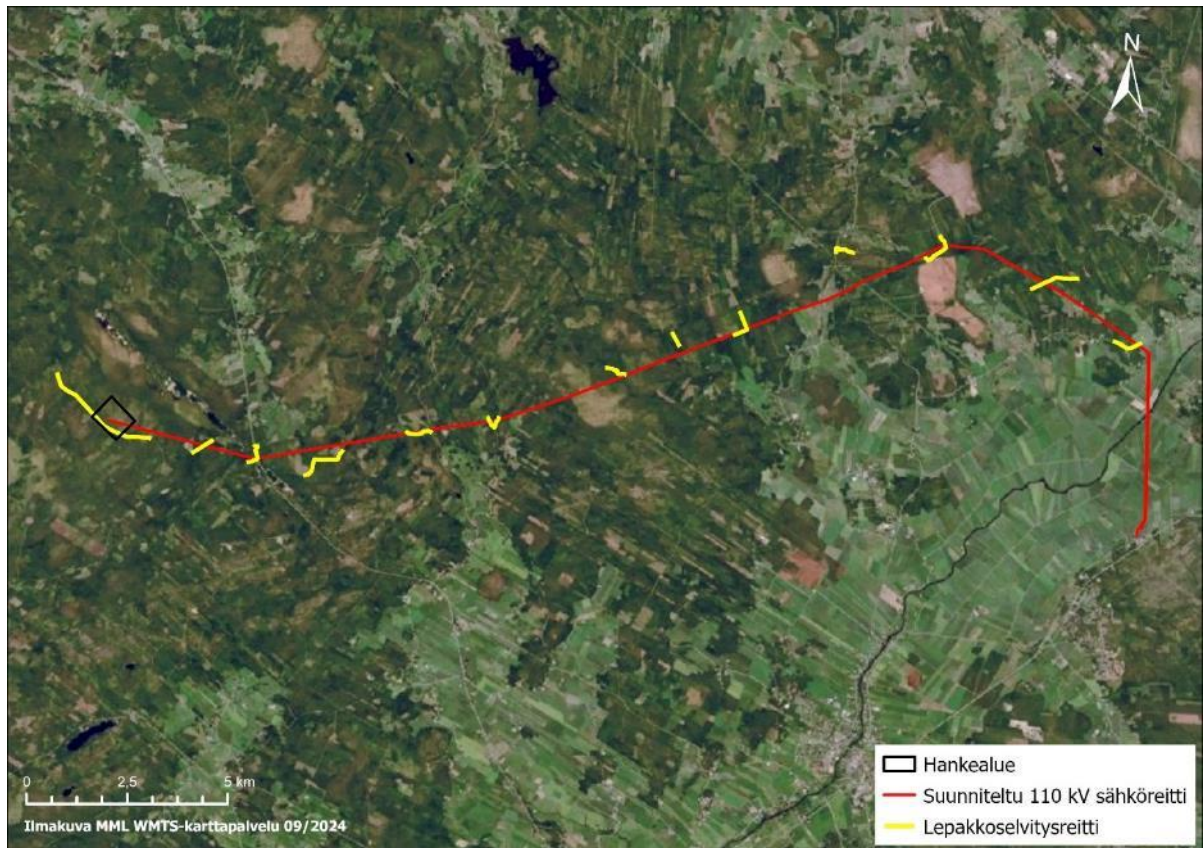 N
0 2,5 5 km
Ilmakuva MML WMTS-karttapalvelu 09/2024
Hankealue
Suunniteltu 110 kV sähköreitti
Lepakkoselvitysreitti